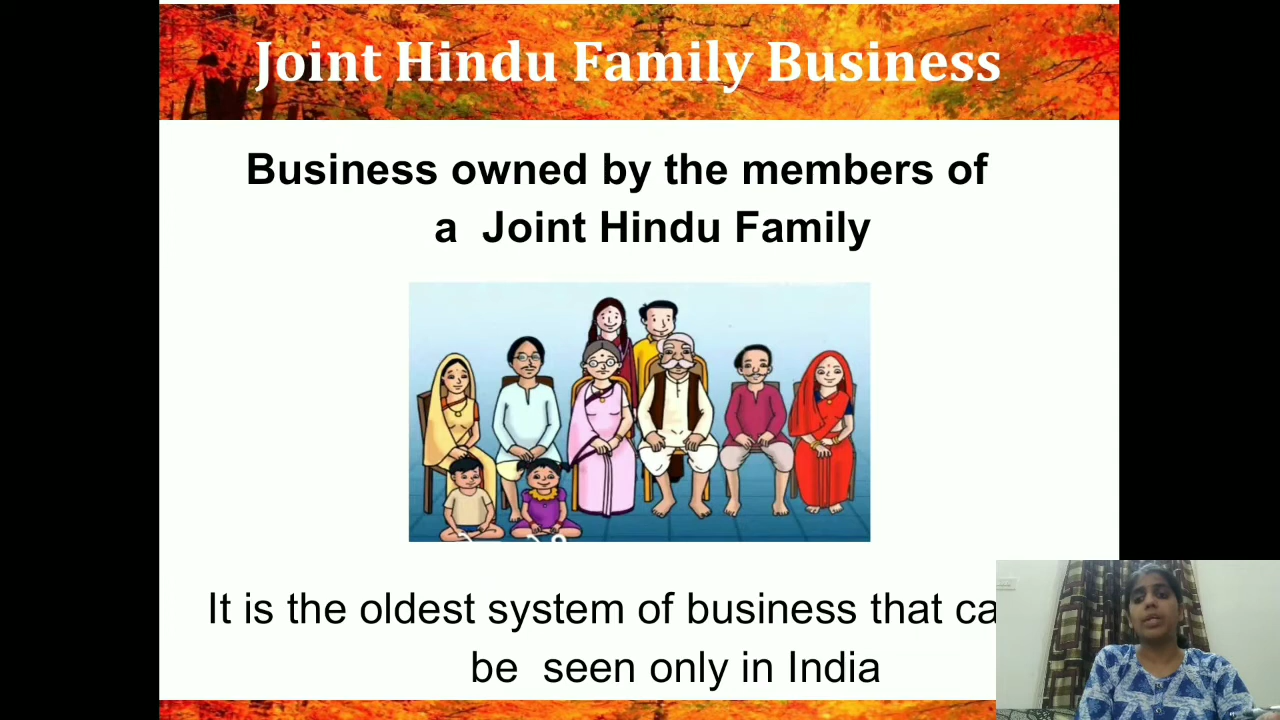 Joint Hindu Family Business
Business owned by the members of
a Joint Hindu Family
It is the oldest system of business that
be seen only in India